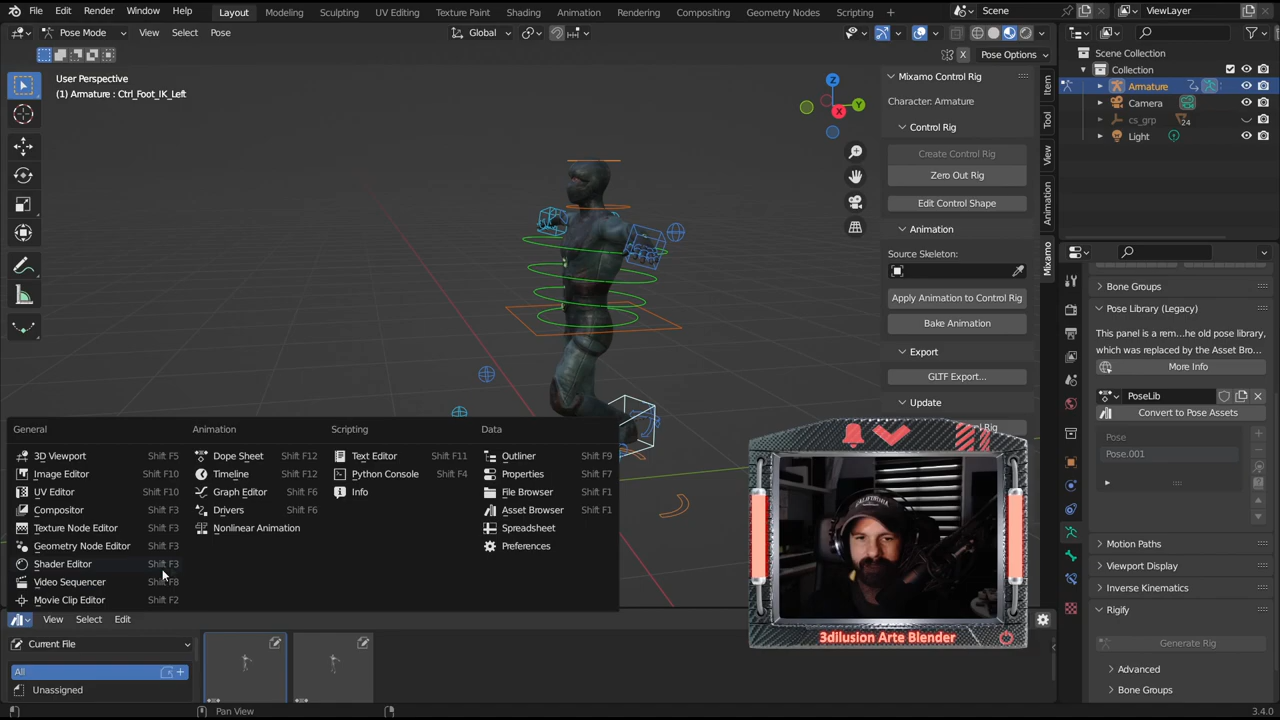 File Edit Render Window Help Layout Modeling Sculpting UV Editing Texture Paint Shading Animation Rendering Compositing Geometry Nodes Scripting Scene ViewLayer
Pose Mode View Select Pose Global
X Pose Options
User Perspective
(1) Armature : Ctrl_Foot_IK_Left
Z
Y
X
Mixamo Control Rig
Character: Armature
Control Rig
Create Control Rig
Zero Out Rig
Edit Control Shape
Animation
Source Skeleton:
Apply Animation to Control Rig
Bake Animation
Export
GLTF Export...
Update
Rig
Item
Tool
View
Animation
Mixamo
Scene Collection
Collection
Armature
Camera
cs_grp 24
Light
Bone Groups
Pose Library (Legacy)
This panel is a rem...he old pose library,
which was replaced by the Asset Bro...
More Info
PoseLib
Convert to Pose Assets
Pose
Pose.001
Motion Paths
Viewport Display
Inverse Kinematics
Rigify
Generate Rig
Advanced
Bone Groups
General
3D Viewport Shift F5
Image Editor Shift F10
UV Editor Shift F10
Compositor Shift F3
Texture Node Editor Shift F3
Geometry Node Editor Shift F3
Shader Editor Shift F3
Video Sequencer Shift F8
Movie Clip Editor Shift F2
Animation
Dope Sheet Shift F12
Timeline Shift F12
Graph Editor Shift F6
Drivers Shift F6
Nonlinear Animation
Scripting
Text Editor Shift F11
Python Console Shift F4
Info
Data
Outliner Shift F9
Properties Shift F7
File Browser Shift F1
Asset Browser Shift F1
Spreadsheet
Preferences
View Select Edit
Current File
All
Unassigned
CALIFORNIA
3dilusion Arte Blender
Pan View
3.4.0